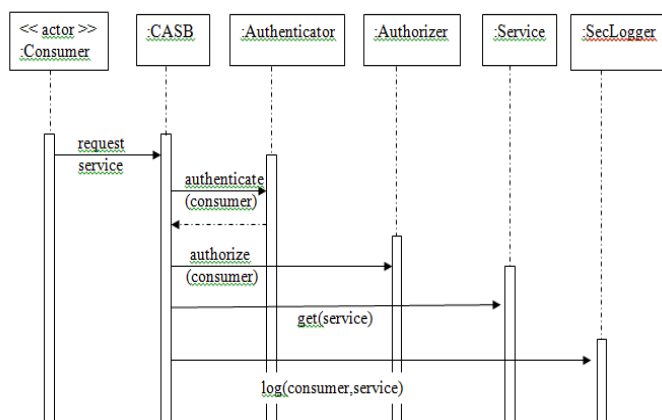 << actor >>
:Consumer
:CASB
:Authenticator
:Authorizer
:Service
:SecLogger
request
service
authenticate
(consumer)
authorize
(consumer)
get(service)
log(consumer,service)